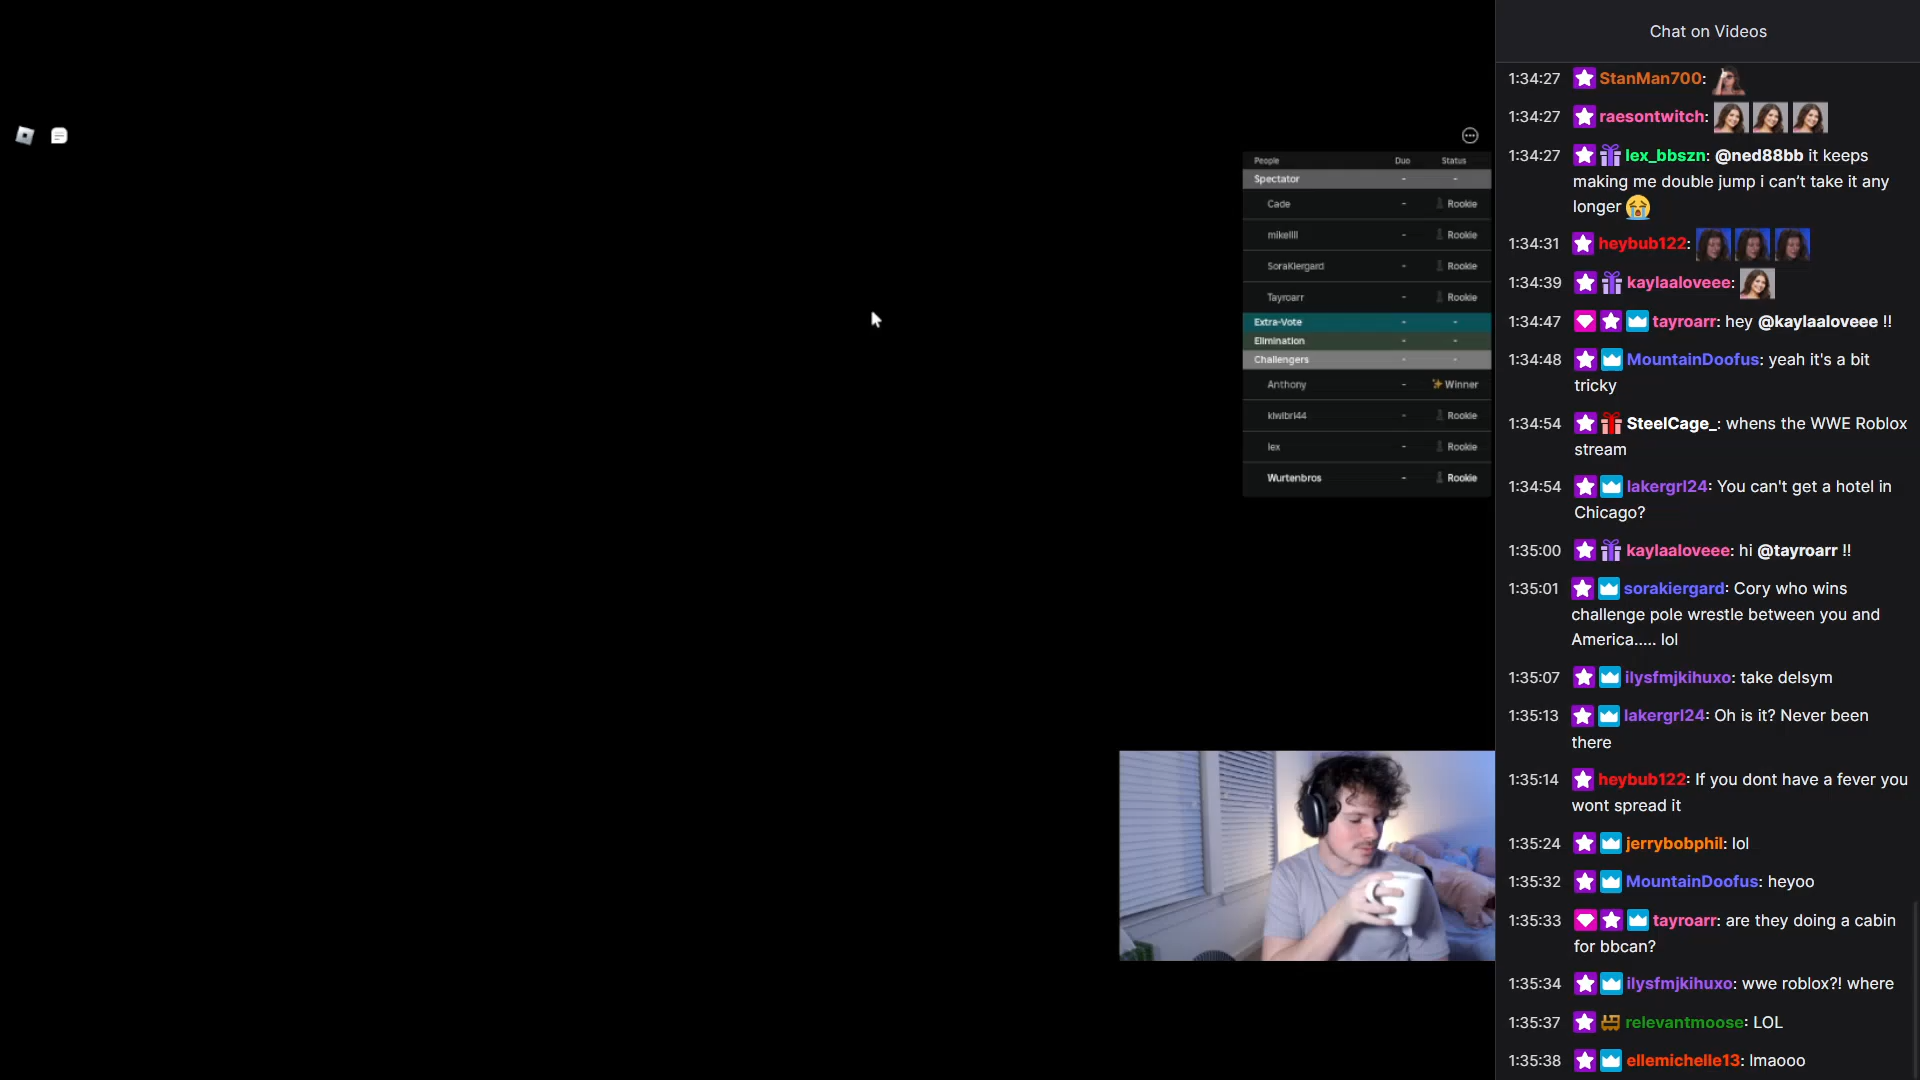 People Duo Status
Spectator - -
Cade - Rookie
mikellll - Rookie
SoraKiergard - Rookie
Tayroarr - Rookie
Extra-Vote - -
Elimination - -
Challengers - -
Anthony - Winner
kiwibri44 - Rookie
lex - Rookie
Wurtenbros - Rookie
Chat on Videos
1:34:27 StanMan700:
1:34:27 raesontwitch:
1:34:27 lex_bbszn: @ned88bb it keeps
making me double jump i can’t take it any
longer 😭
1:34:31 heybub122:
1:34:39 kaylaaloveee:
1:34:47 tayroarr: hey @kaylaaloveee !!
1:34:48 MountainDoofus: yeah it's a bit
tricky
1:34:54 SteelCage_: whens the WWE Roblox
stream
1:34:54 lakergrl24: You can't get a hotel in
Chicago?
1:35:00 kaylaaloveee: hi @tayroarr !!
1:35:01 sorakiergard: Cory who wins
challenge pole wrestle between you and
America..... lol
1:35:07 ilysfmjkihuxo: take delsym
1:35:13 lakergrl24: Oh is it? Never been
there
1:35:14 heybub122: If you dont have a fever you
wont spread it
1:35:24 jerrybobphil: lol
1:35:32 MountainDoofus: heyoo
1:35:33 tayroarr: are they doing a cabin
for bbcan?
1:35:34 ilysfmjkihuxo: wwe roblox?! where
1:35:37 relevantmoose: LOL
1:35:38 ellemichelle13: lmaooo